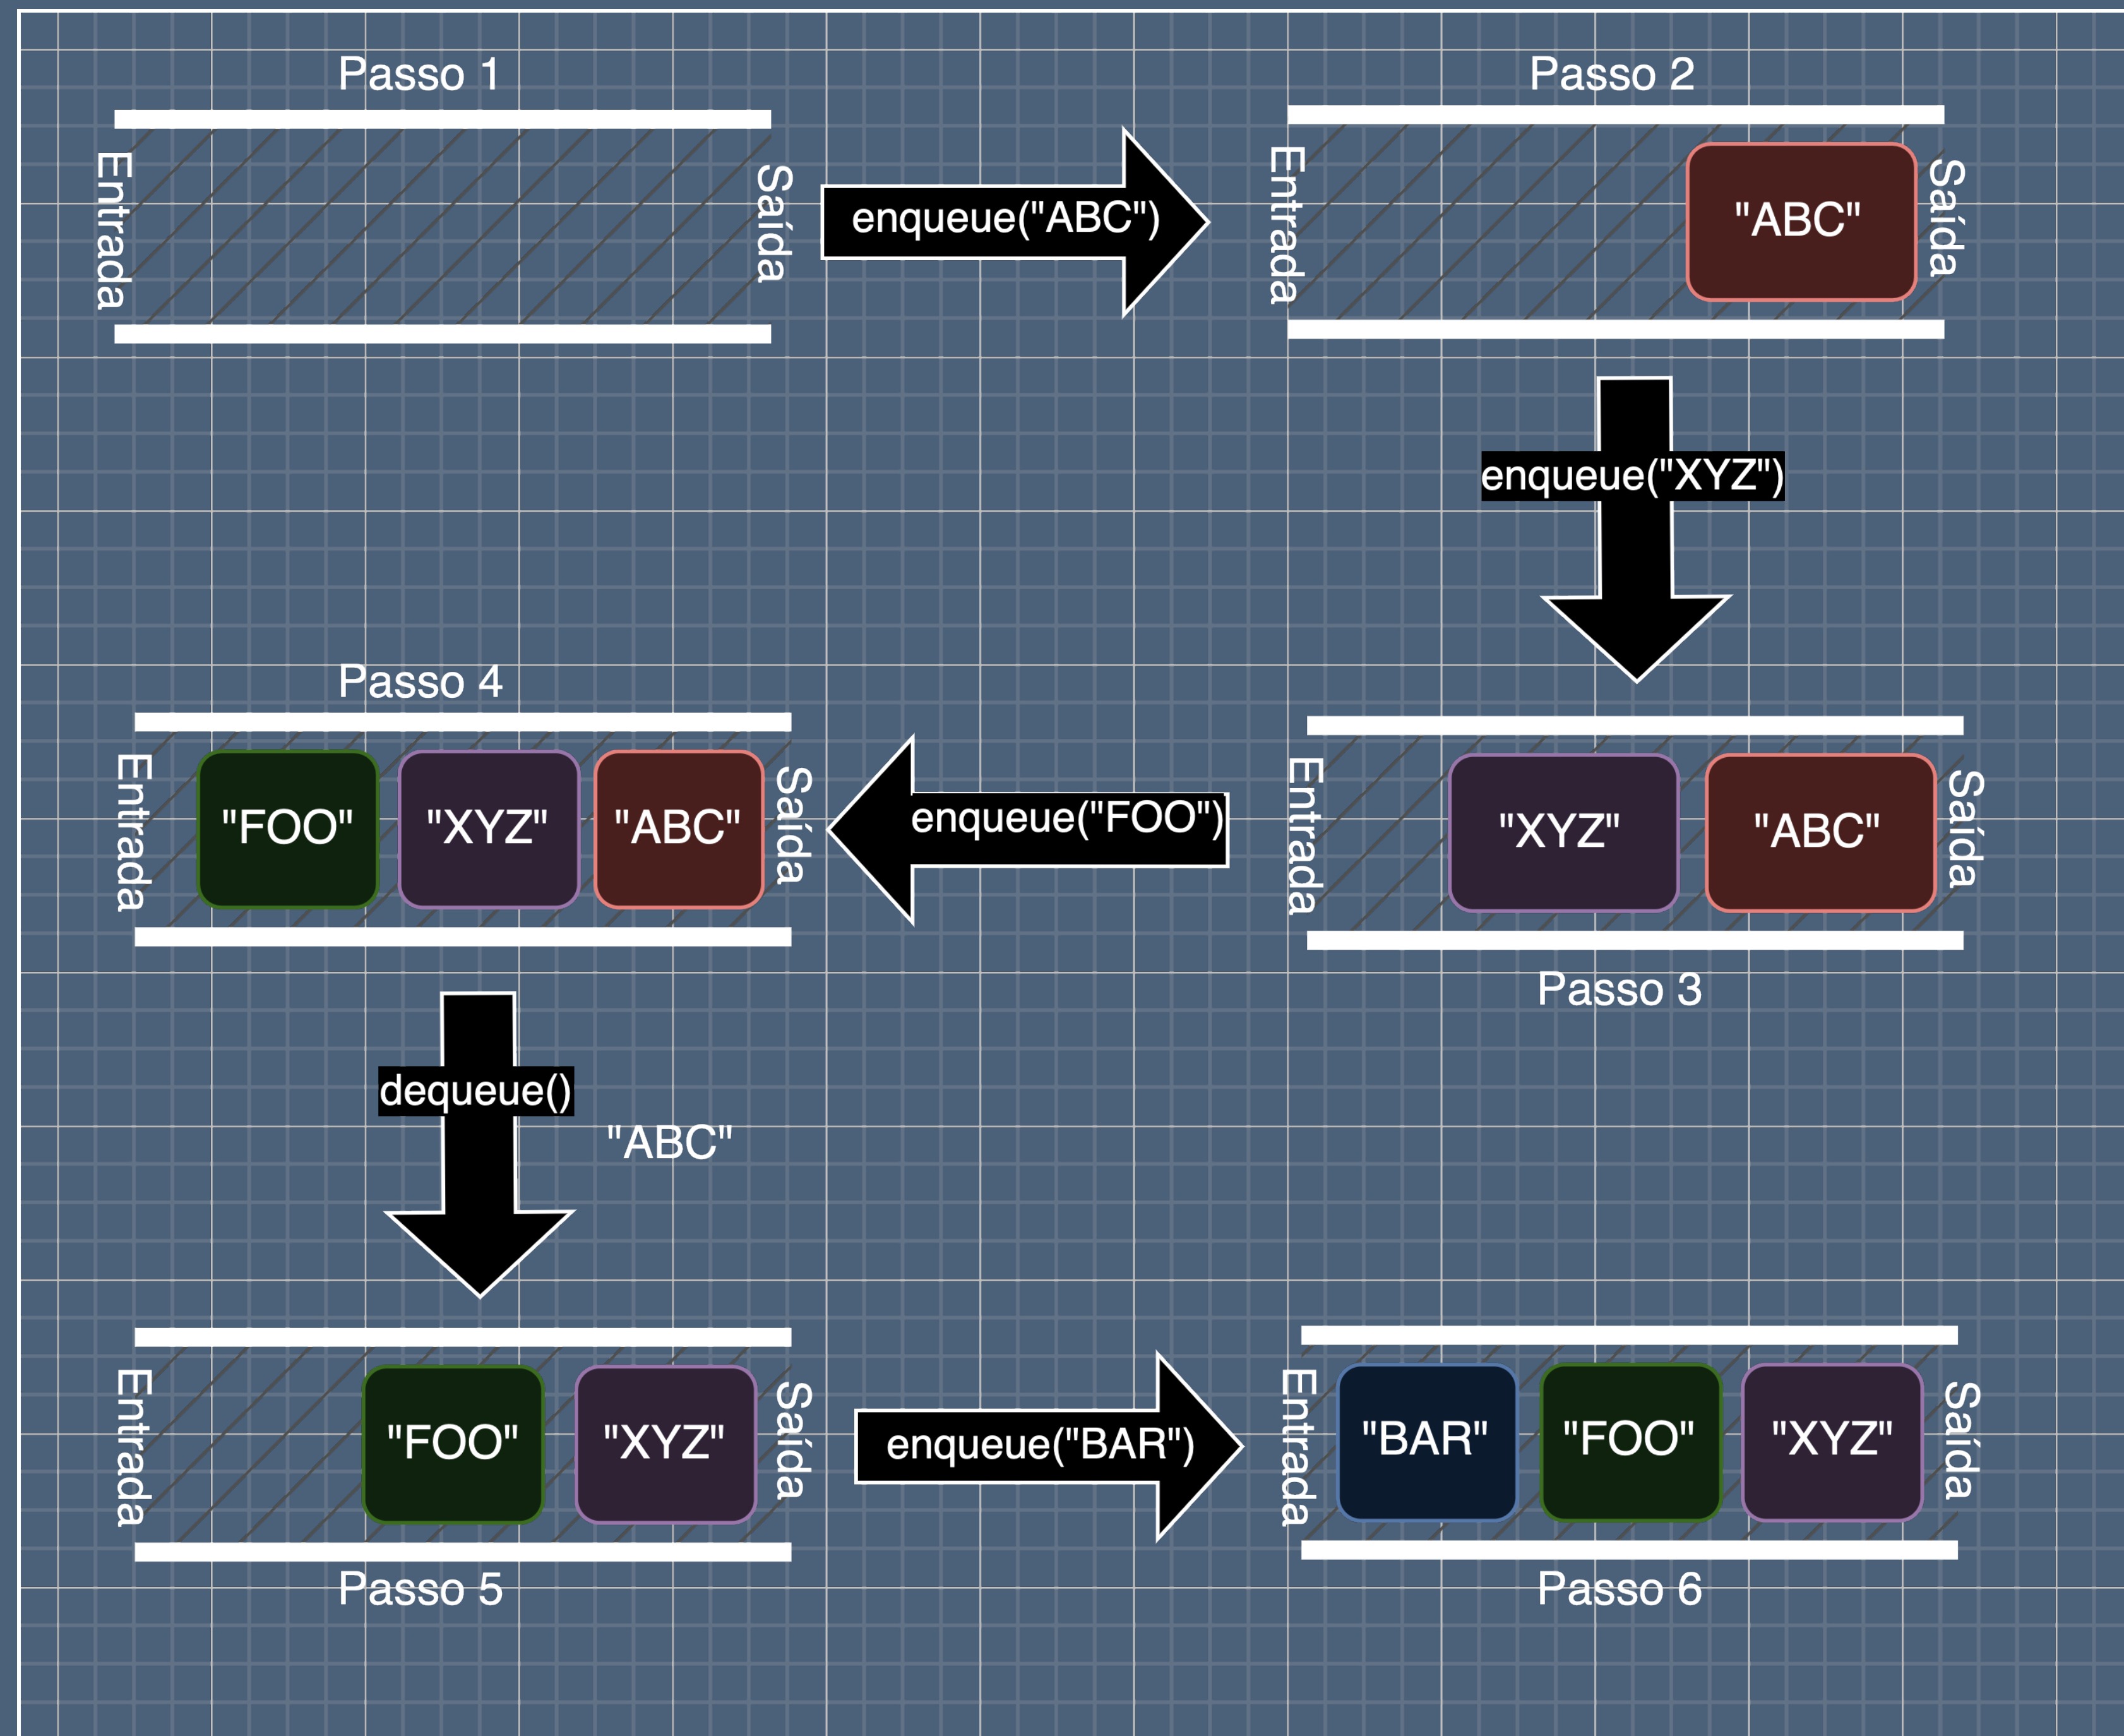 Passo 1
Entrada
Saída
enqueue("ABC")
Passo 2
Entrada
"ABC"
Saída
enqueue("XYZ")
Entrada
"XYZ"
"ABC"
Saída
Passo 3
enqueue("FOO")
Passo 4
Entrada
"FOO"
"XYZ"
"ABC"
Saída
dequeue()
"ABC"
Entrada
"FOO"
"XYZ"
Saída
Passo 5
enqueue("BAR")
Entrada
"BAR"
"FOO"
"XYZ"
Saída
Passo 6